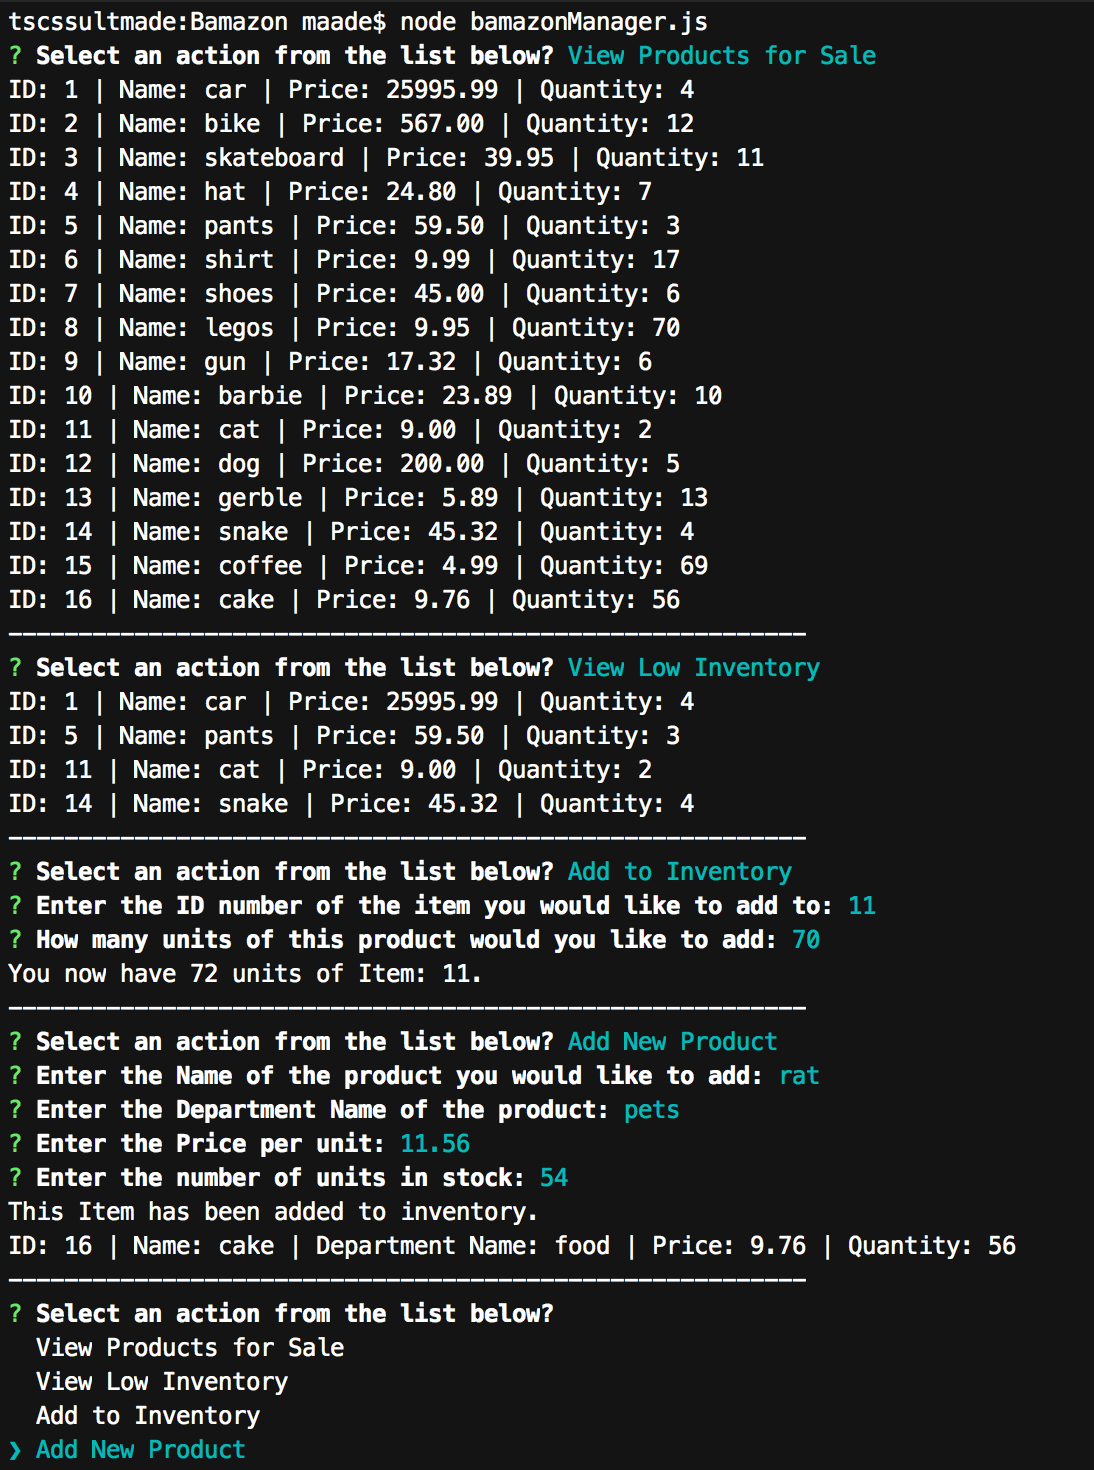 tscssultmade:Bamazon maade$ node bamazonManager.js
? Select an action from the list below? View Products for Sale
ID: 1 | Name: car | Price: 25995.99 | Quantity: 4
ID: 2 | Name: bike | Price: 567.00 | Quantity: 12
ID: 3 | Name: skateboard | Price: 39.95 | Quantity: 11
ID: 4 | Name: hat | Price: 24.80 | Quantity: 7
ID: 5 | Name: pants | Price: 59.50 | Quantity: 3
ID: 6 | Name: shirt | Price: 9.99 | Quantity: 17
ID: 7 | Name: shoes | Price: 45.00 | Quantity: 6
ID: 8 | Name: legos | Price: 9.95 | Quantity: 70
ID: 9 | Name: gun | Price: 17.32 | Quantity: 6
ID: 10 | Name: barbie | Price: 23.89 | Quantity: 10
ID: 11 | Name: cat | Price: 9.00 | Quantity: 2
ID: 12 | Name: dog | Price: 200.00 | Quantity: 5
ID: 13 | Name: gerble | Price: 5.89 | Quantity: 13
ID: 14 | Name: snake | Price: 45.32 | Quantity: 4
ID: 15 | Name: coffee | Price: 4.99 | Quantity: 69
ID: 16 | Name: cake | Price: 9.76 | Quantity: 56
---------------------------------------------------------
? Select an action from the list below? View Low Inventory
ID: 1 | Name: car | Price: 25995.99 | Quantity: 4
ID: 5 | Name: pants | Price: 59.50 | Quantity: 3
ID: 11 | Name: cat | Price: 9.00 | Quantity: 2
ID: 14 | Name: snake | Price: 45.32 | Quantity: 4
---------------------------------------------------------
? Select an action from the list below? Add to Inventory
? Enter the ID number of the item you would like to add to: 11
? How many units of this product would you like to add: 70
You now have 72 units of Item: 11.
---------------------------------------------------------
? Select an action from the list below? Add New Product
? Enter the Name of the product you would like to add: rat
? Enter the Department Name of the product: pets
? Enter the Price per unit: 11.56
? Enter the number of units in stock: 54
This Item has been added to inventory.
ID: 16 | Name: cake | Department Name: food | Price: 9.76 | Quantity: 56
---------------------------------------------------------
? Select an action from the list below?
View Products for Sale
View Low Inventory
Add to Inventory
❯ Add New Product